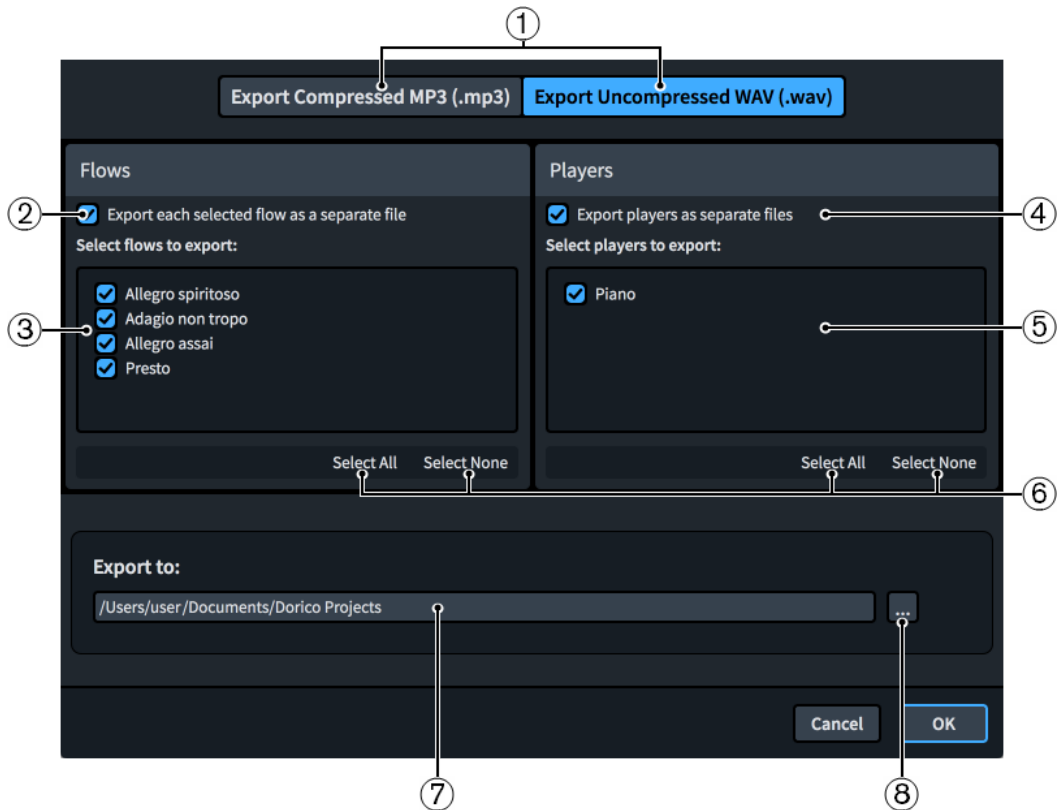 1
Export Compressed MP3 (.mp3) Export Uncompressed WAV (.wav)
Flows
Players
2
Export each selected flow as a separate file
Export players as separate files
4
Select flows to export:
Select players to export:
3
Allegro spiritoso
Adagio non tropo
Allegro assai
Presto
Piano
5
Select All Select None
Select All Select None
6
Export to:
/Users/user/Documents/Dorico Projects
...
Cancel
OK
7
8